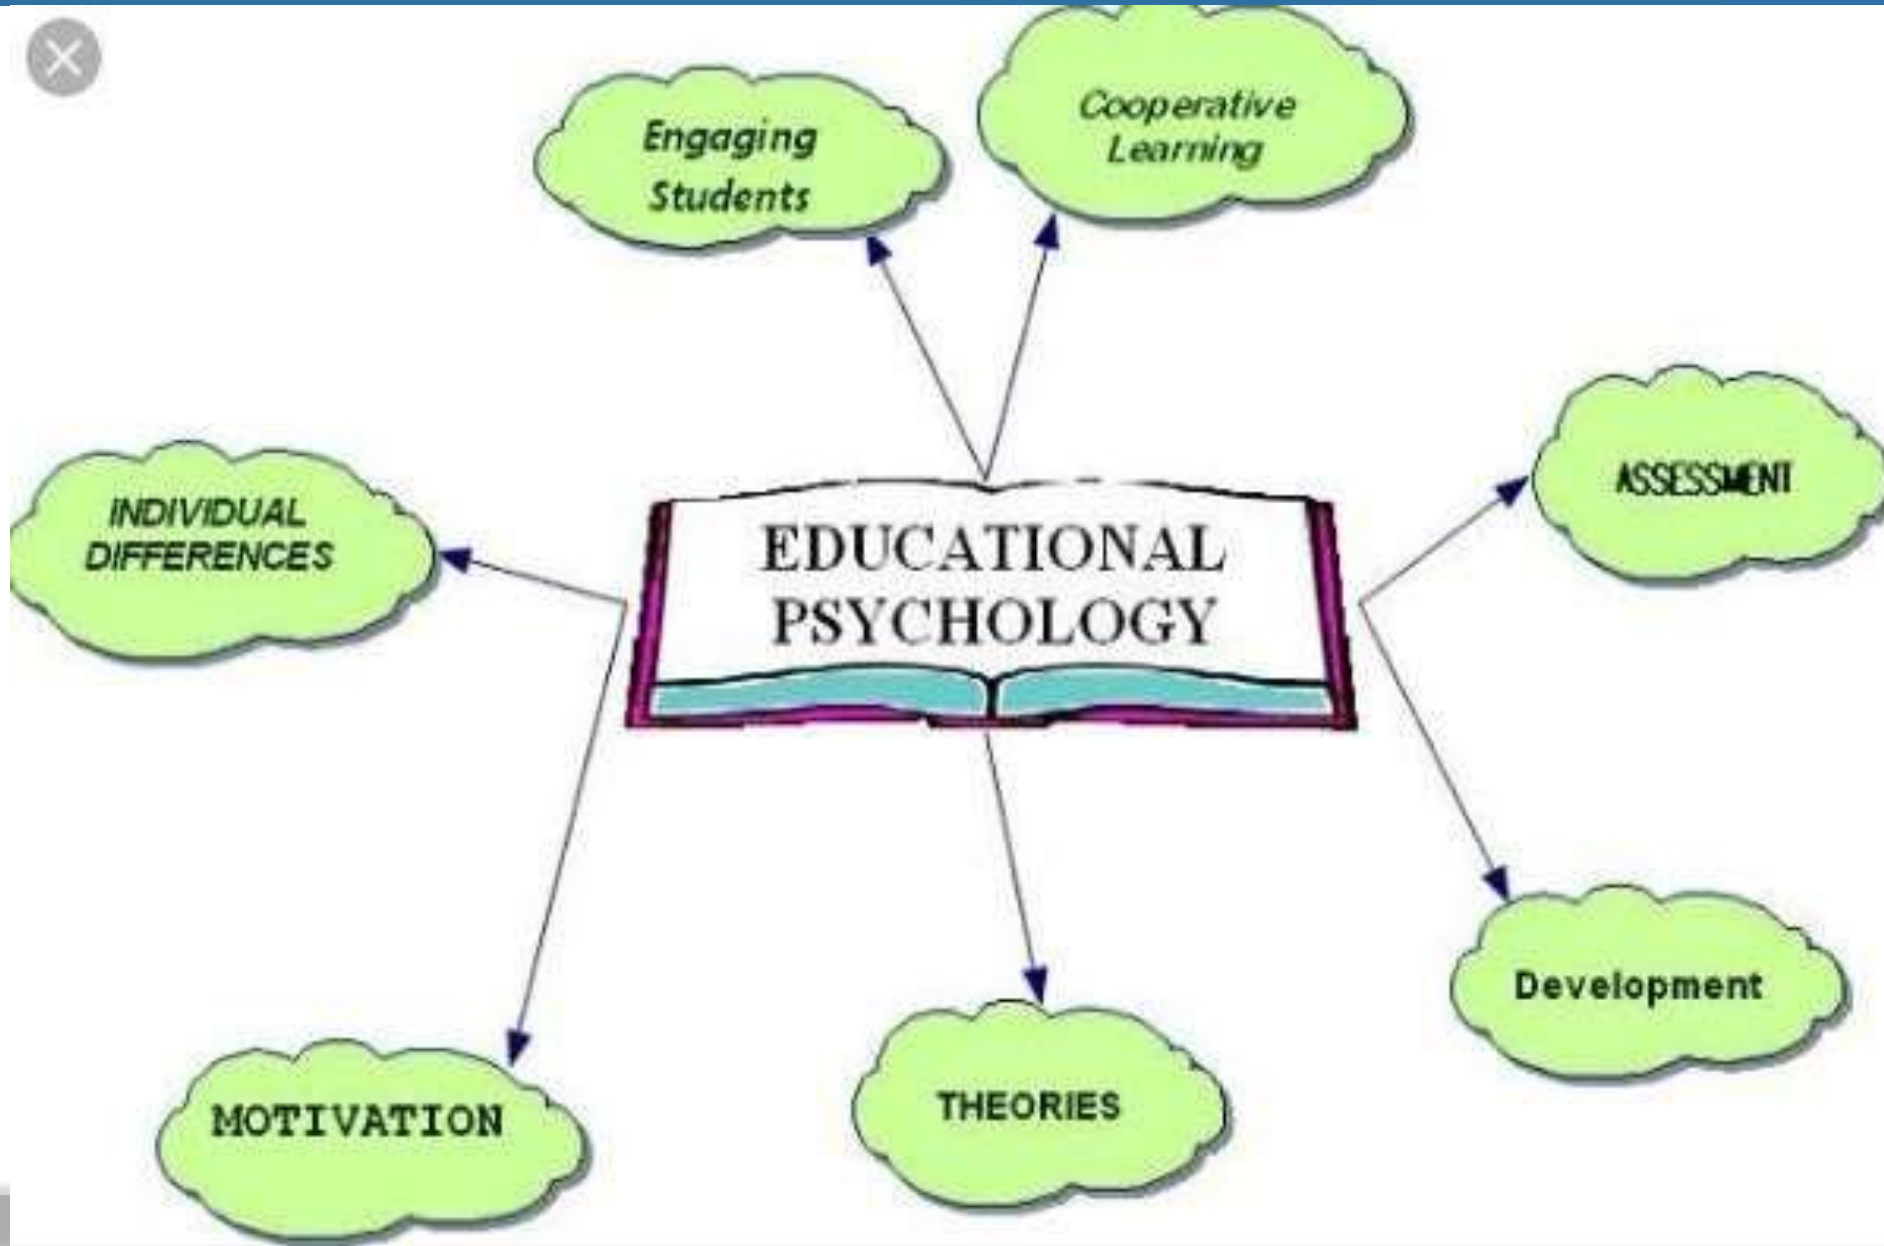 Engaging
Students
Cooperative
Learning
INDIVIDUAL
DIFFERENCES
EDUCATIONAL
PSYCHOLOGY
ASSESSMENT
MOTIVATION
THEORIES
Development